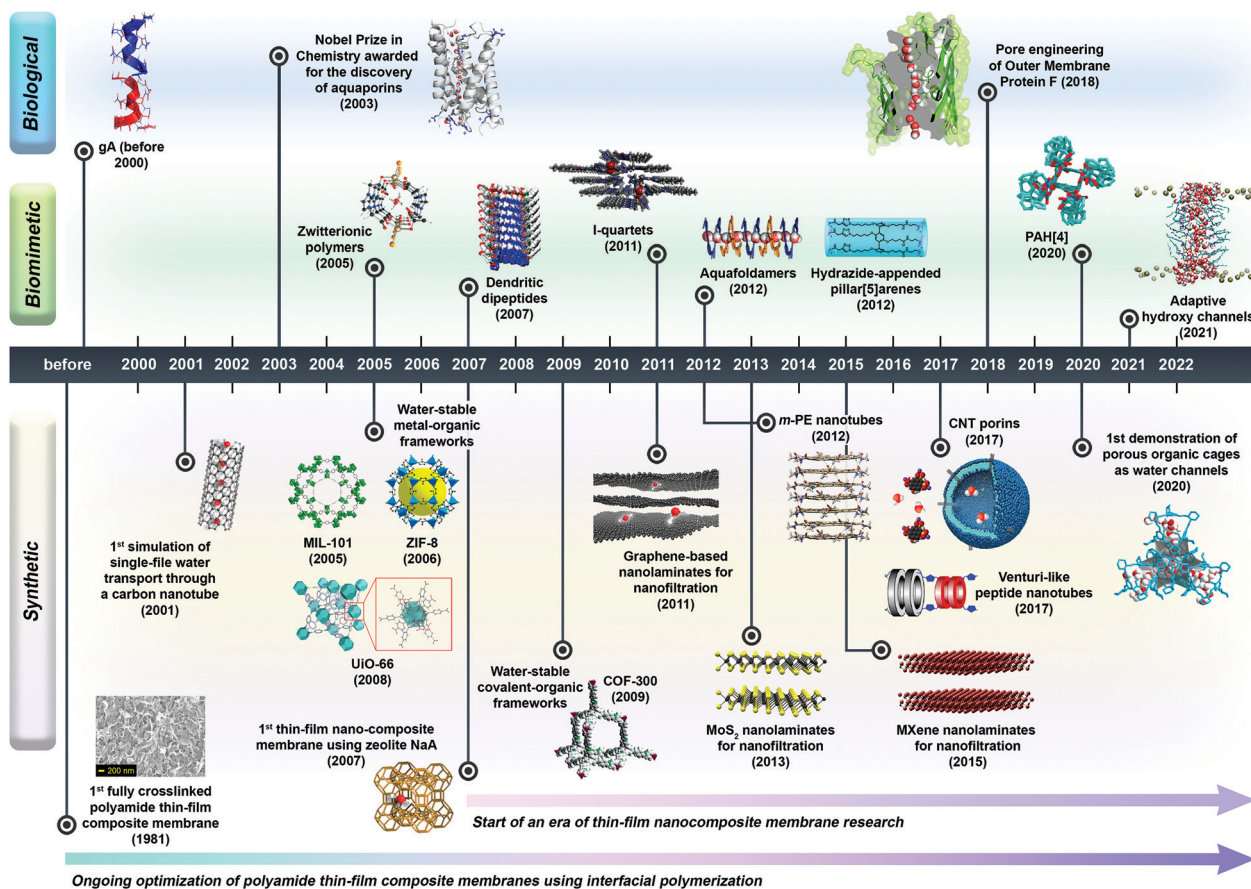 Biological
gA (before
2000)
Nobel Prize in
Chemistry awarded
for the discovery
of aquaporins
(2003)
Pore engineering
of Outer Membrane
Protein F (2018)
Biomimetic
Zwitterionic
polymers
(2005)
Dendritic
dipeptides
(2007)
I-quartets
(2011)
Aquafoldamers
(2012)
Hydrazide-appended
pillar[5]arenes
(2012)
PAH[4]
(2020)
Adaptive
hydroxy channels
(2021)
before 2000 2001 2002 2003 2004 2005 2006 2007 2008 2009 2010 2011 2012 2013 2014 2015 2016 2017 2018 2019 2020 2021 2022
Synthetic
1st simulation of
single-file water
transport through
a carbon nanotube
(2001)
Water-stable
metal-organic
frameworks
MIL-101
(2005)
ZIF-8
(2006)
UiO-66
(2008)
Graphene-based
nanolaminates for
nanofiltration
(2011)
m-PE nanotubes
(2012)
CNT porins
(2017)
Venturi-like
peptide nanotubes
(2017)
1st demonstration of
porous organic cages
as water channels
(2020)
200 nm
1st fully crosslinked
polyamide thin-film
composite membrane
(1981)
1st thin-film nano-composite
membrane using zeolite NaA
(2007)
Water-stable
covalent-organic
frameworks
COF-300
(2009)
MoS2 nanolaminates
for nanofiltration
(2013)
MXene nanolaminates
for nanofiltration
(2015)
Start of an era of thin-film nanocomposite membrane research
Ongoing optimization of polyamide thin-film composite membranes using interfacial polymerization